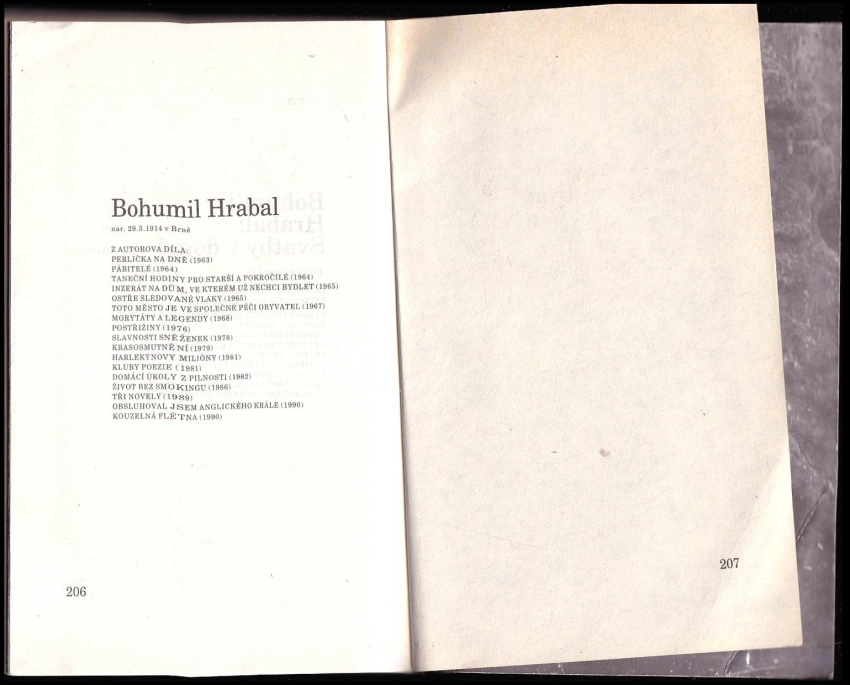 Bohumil Hrabal
nar. 28.3.1914 v Brně
Z AUTOROVA DÍLA:
PERLIČKA NA DNĚ (1963)
PÁBITELÉ (1964)
TANEČNÍ HODINY PRO STARŠÍ A POKROČILÉ (1964)
INZERÁT NA DŮM, VE KTERÉM UŽ NECHCI BYDLET (1965)
OSTŘE SLEDOVANÉ VLAKY (1965)
TOTO MĚSTO JE VE SPOLEČNÉ PÉČI OBYVATEL (1967)
MORYTÁTY A LEGENDY (1968)
POSTŘIŽINY (1976)
SLAVNOSTI SNĚŽENEK (1978)
KRASOSMUTNĚNÍ (1979)
HARLEKÝNOVY MILIÓNY (1981)
KLUBY POEZIE (1981)
DOMÁCÍ ÚKOLY Z PILNOSTI (1982)
ŽIVOT BEZ SMOKINGU (1986)
TŘI NOVELY (1989)
OBSLUHOVAL JSEM ANGLICKÉHO KRÁLE (1990)
KOUZELNÁ FLÉTNA (1990)
206
207